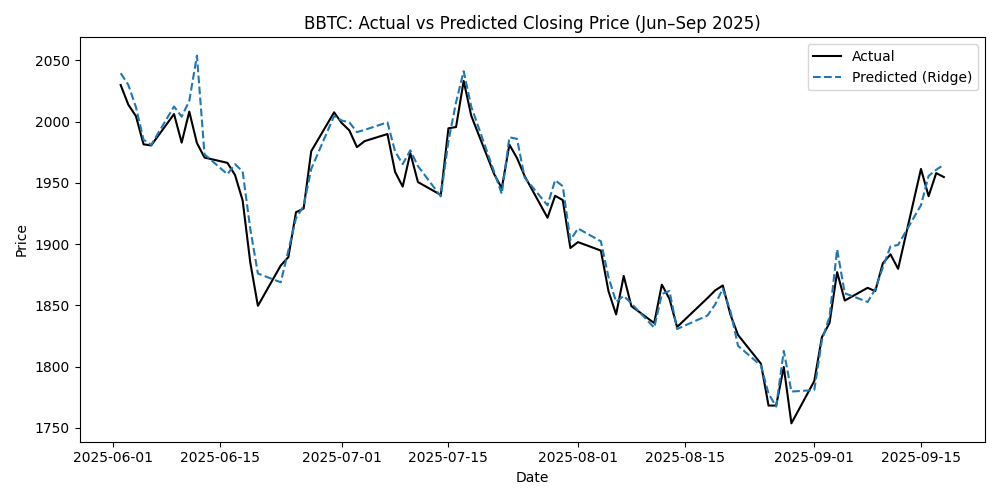 BBTC: Actual vs Predicted Closing Price (Jun–Sep 2025)
Actual
Predicted (Ridge)
Price
2050
2000
1950
1900
1850
1800
1750
2025-06-01 2025-06-15 2025-07-01 2025-07-15 2025-08-01 2025-08-15 2025-09-01 2025-09-15
Date